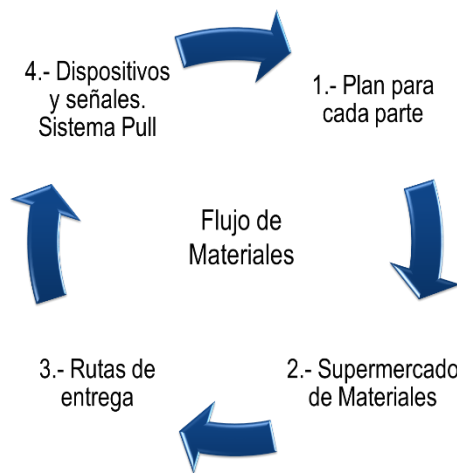 4.- Dispositivos
y señales.
Sistema Pull
1.- Plan para
cada parte
Flujo de
Materiales
3.- Rutas de
entrega
2.- Supermercado
de Materiales